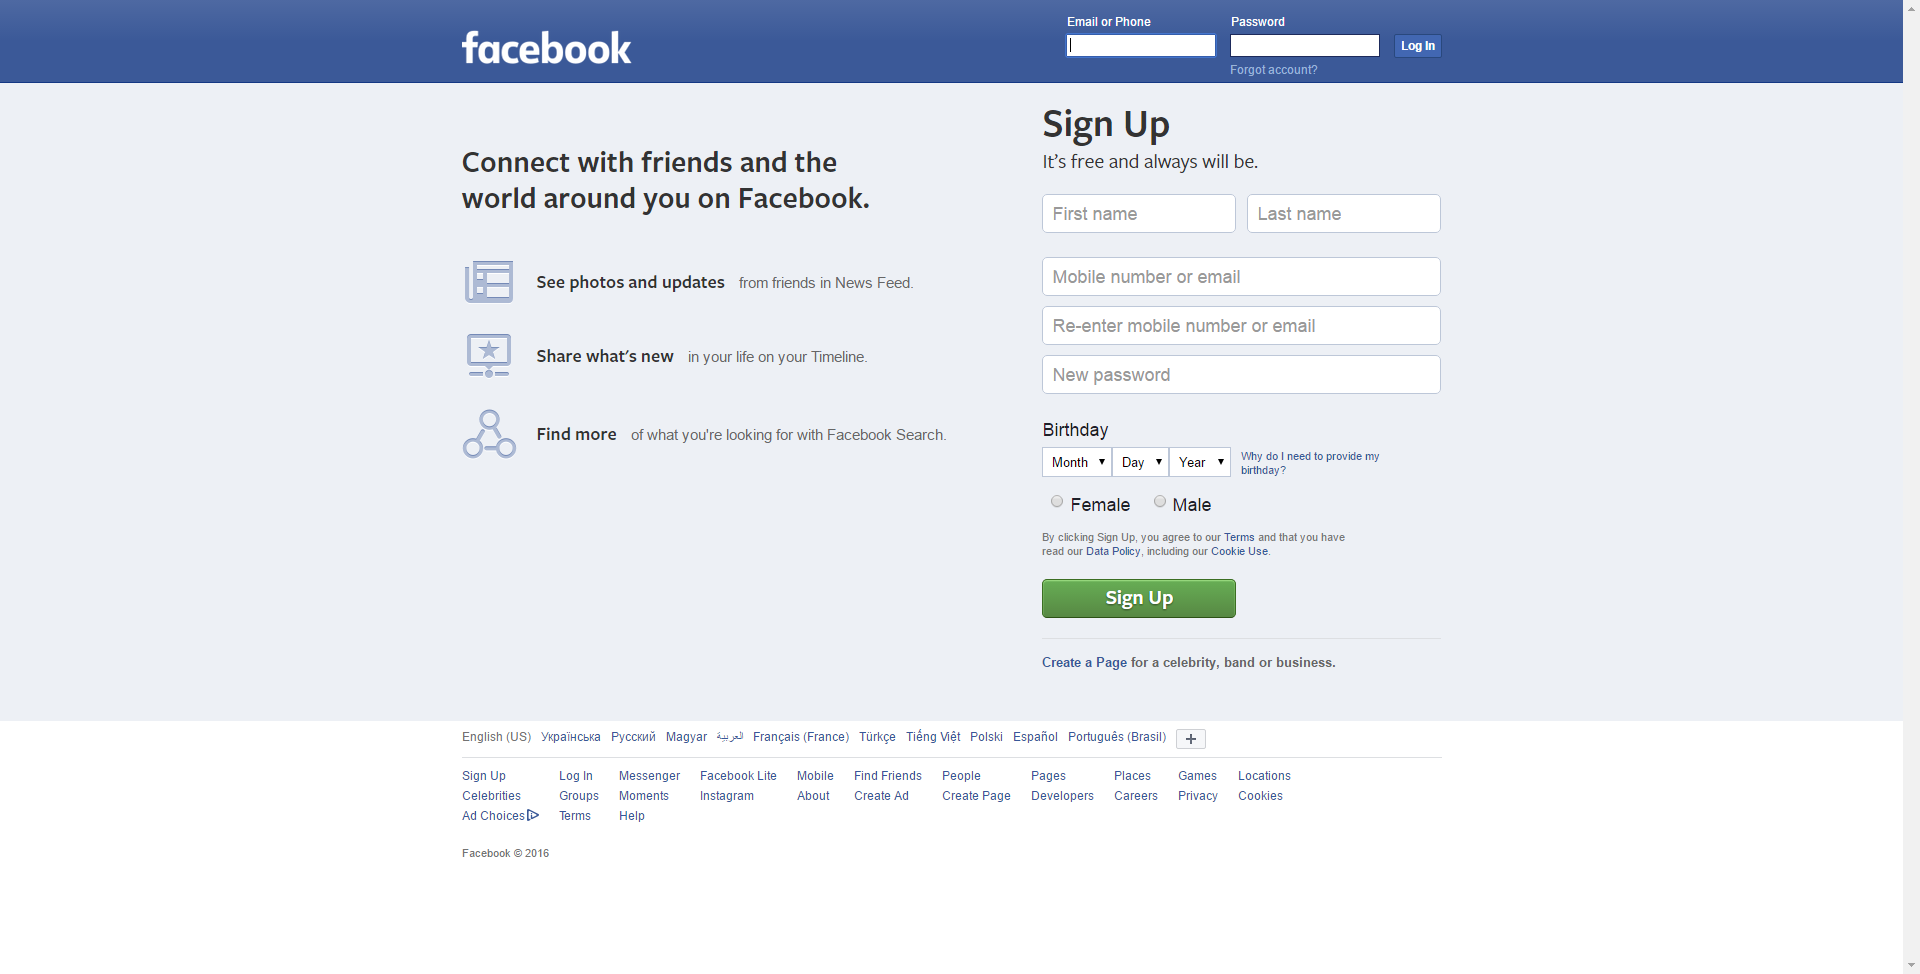 facebook
Email or Phone
Password
Log In
Forgot account?
Connect with friends and the
world around you on Facebook.
See photos and updates from friends in News Feed.
Share what's new in your life on your Timeline.
Find more of what you're looking for with Facebook Search.
Sign Up
It's free and always will be.
First name
Last name
Mobile number or email
Re-enter mobile number or email
New password
Birthday
Month Day Year
Why do I need to provide my
birthday?
Female Male
By clicking Sign Up, you agree to our Terms and that you have
read our Data Policy, including our Cookie Use.
Sign Up
Create a Page for a celebrity, band or business.
English (US) Українська Русский Magyar العربية Français (France) Türkçe Tiếng Việt Polski Español Português (Brasil) +
Sign Up Log In Messenger Facebook Lite Mobile Find Friends People Pages Places Games Locations
Celebrities Groups Moments Instagram About Create Ad Create Page Developers Careers Privacy Cookies
Ad Choices Terms Help
Facebook © 2016